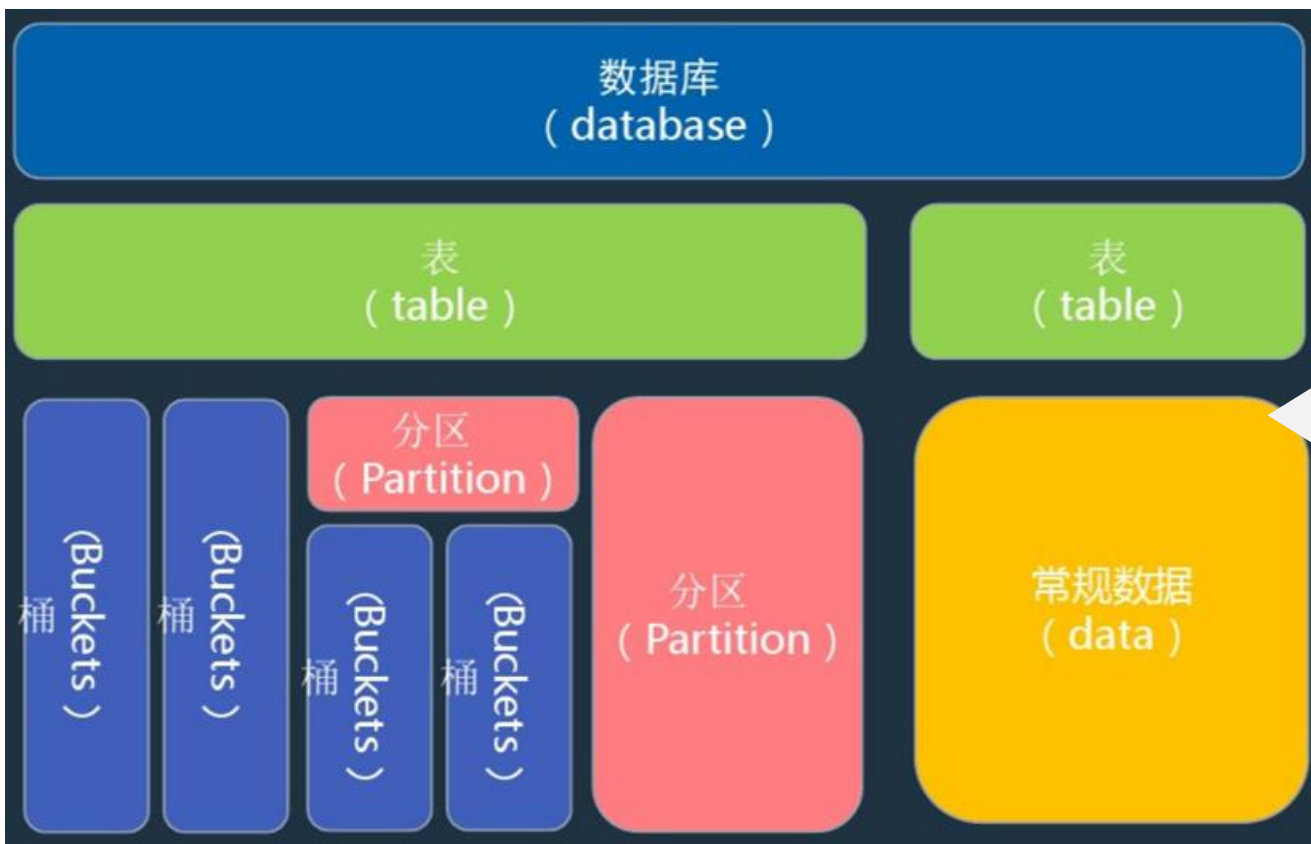 数据库
（database）
表
（table）
表
（table）
桶
（Buckets）
桶
（Buckets）
分区
（Partition）
桶
（Buckets）
桶
（Buckets）
分区
（Partition）
常规数据
（data）